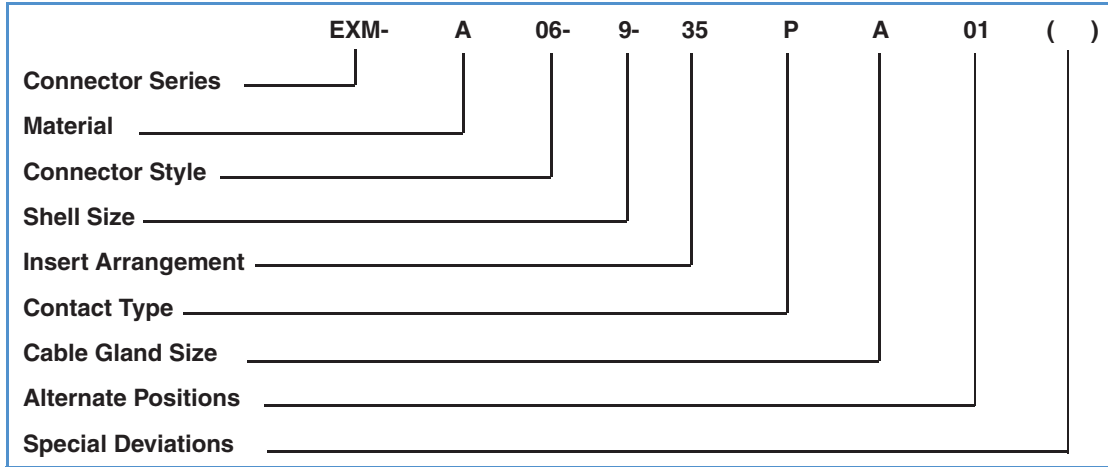 EXM- A 06- 9- 35 P A 01 ( )
Connector Series
Material
Connector Style
Shell Size
Insert Arrangement
Contact Type
Cable Gland Size
Alternate Positions
Special Deviations